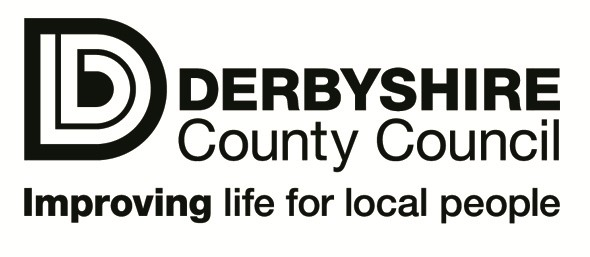 DERBYSHIRE
County Council
Improving life for local people